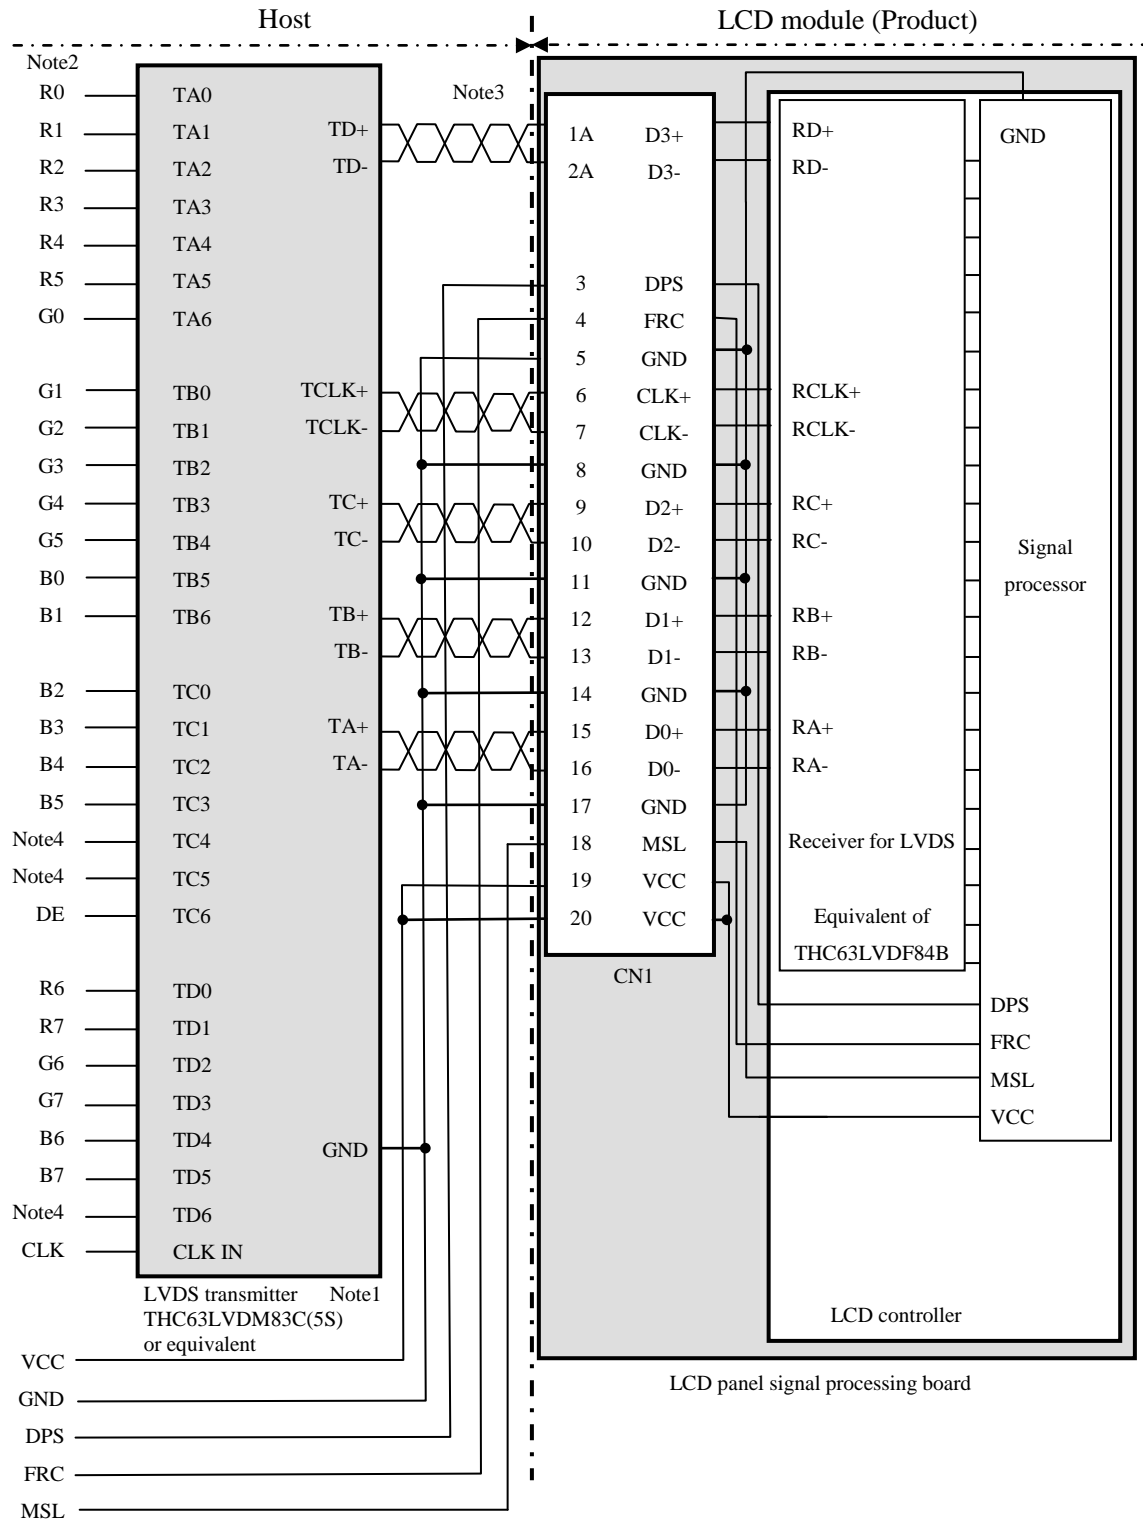 Host
LCD module (Product)
Note2
Note3
R0 TA0
R1 TA1 TD+ 1A D3+ RD+ GND
R2 TA2 TD- 2A D3- RD-
R3 TA3
R4 TA4
R5 TA5 3 DPS
G0 TA6 4 FRC
5 GND
G1 TB0 TCLK+ 6 CLK+ RCLK+
G2 TB1 TCLK- 7 CLK- RCLK-
G3 TB2 8 GND
G4 TB3 TC+ 9 D2+ RC+
G5 TB4 TC- 10 D2- RC- Signal
B0 TB5 11 GND processor
B1 TB6 TB+ 12 D1+ RB+
TB- 13 D1- RB-
B2 TC0 14 GND
B3 TC1 TA+ 15 D0+ RA+
B4 TC2 TA- 16 D0- RA-
B5 TC3 17 GND
Note4 TC4 18 MSL Receiver for LVDS
Note4 TC5 19 VCC
DE TC6 20 VCC Equivalent of
THC63LVDF84B
CN1
R6 TD0 DPS
R7 TD1 FRC
G6 TD2 MSL
G7 TD3 VCC
B6 TD4 GND
B7 TD5
Note4 TD6
CLK CLK IN
LVDS transmitter Note1
THC63LVDM83C(5S)
or equivalent
LCD controller
LCD panel signal processing board
VCC
GND
DPS
FRC
MSL